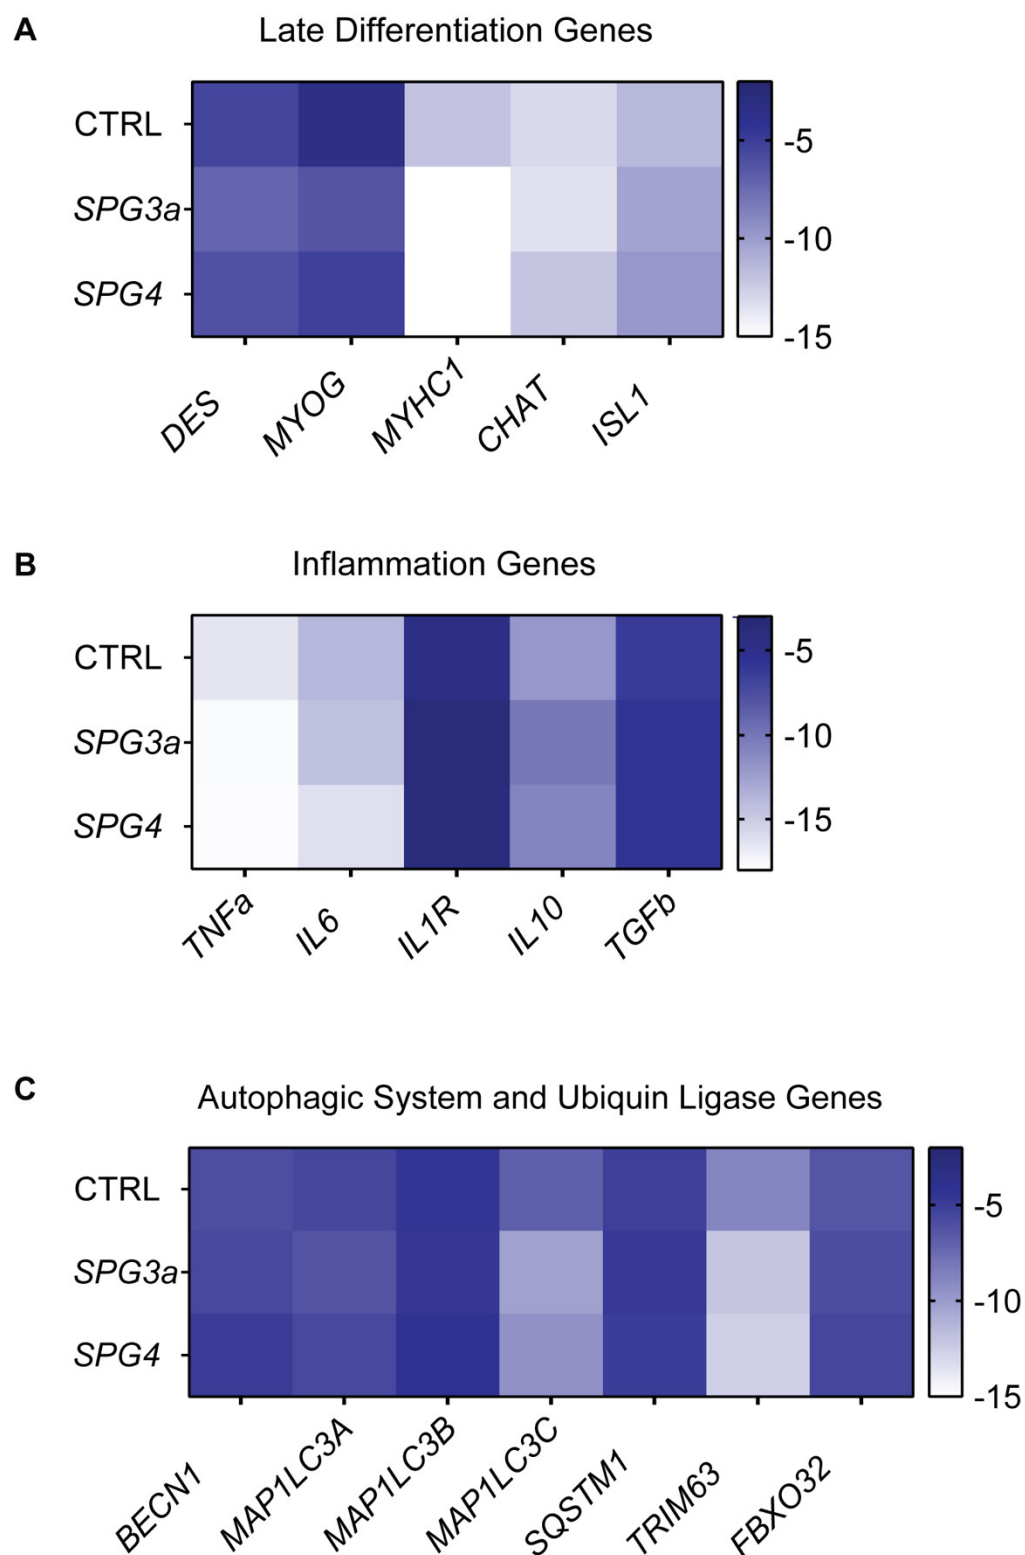 A
Late Differentiation Genes
CTRL
SPG3a
SPG4
-5
-10
-15
DES
MYOG
MYHC1
CHAT
ISL1
B
Inflammation Genes
CTRL
SPG3a
SPG4
-5
-10
-15
TNFa
IL6
IL1R
IL10
TGFb
C
Autophagic System and Ubiquin Ligase Genes
CTRL
SPG3a
SPG4
-5
-10
-15
BECN1
MAP1LC3A
MAP1LC3B
MAP1LC3C
SQSTM1
TRIM63
FBXO32